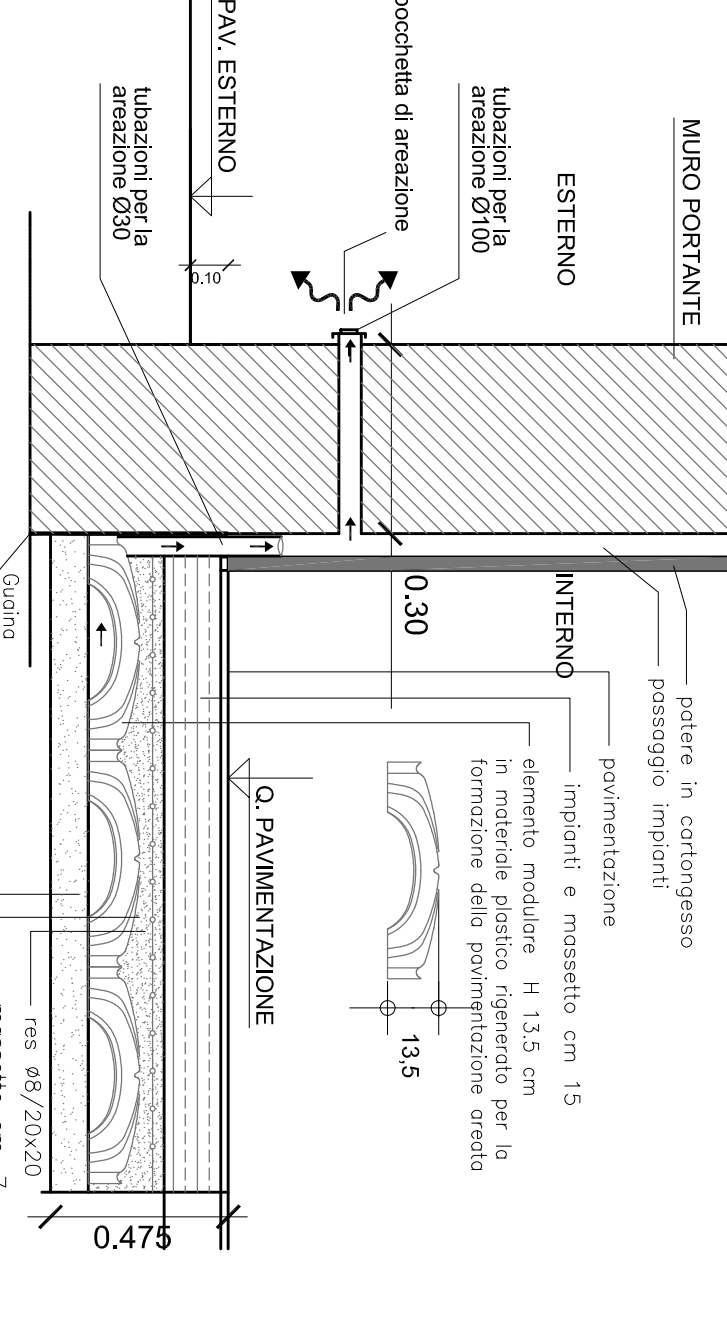 MURO PORTANTE
ESTERNO
tubazioni per la
areazione Ø100
bocchetta di areazione
PAV. ESTERNO
0.10
tubazioni per la
areazione Ø30
INTERNO
0.30
patere in cartongesso
passaggio impianti
pavimentazione
impianti e massetto cm 15
elemento modulare H 13.5 cm
in materiale plastico rigenerato per la
formazione della pavimentazione areata
13,5
Q. PAVIMENTAZIONE
Guaina
res ø8/20x20
massetto cm 7
0.475